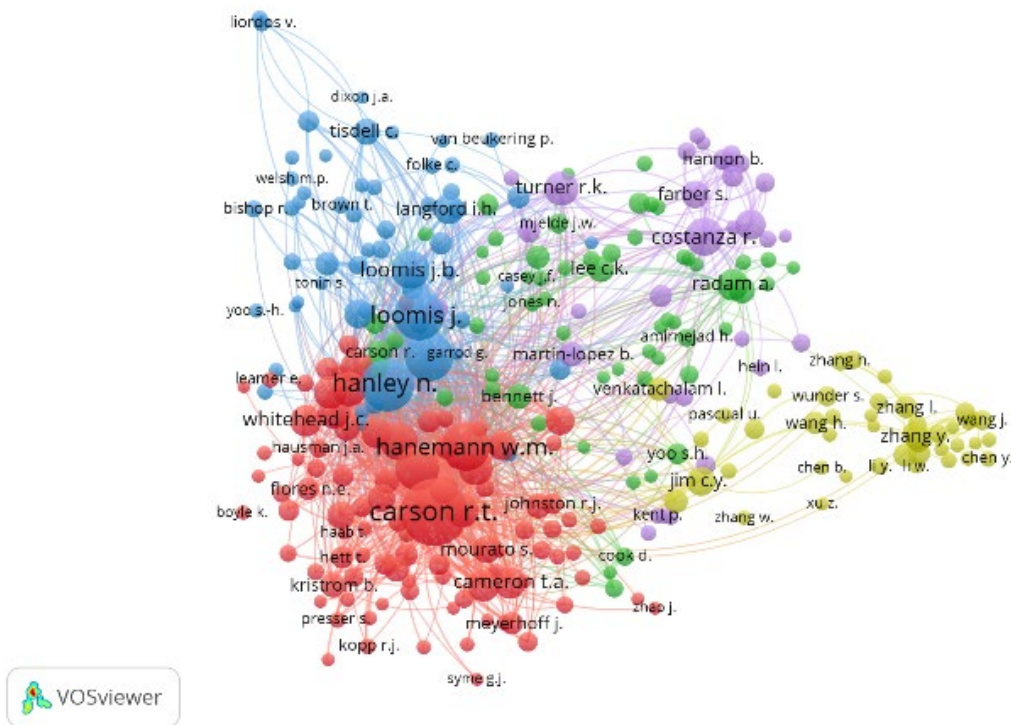 liordos v.
dixon j.a.
tisdell c.
van beukering p.
folke c.
hannon b.
welsh m.p.
turner r.k.
farber s.
bishop r.
brown t.
langford i.h.
mjelde j.w.
costanza r.
loomis j.b.
lee c.k.
casey j.f.
radam a.
tonin s.
jones n.
yoo s.-h.
loomis j.
amirnejad h.
carson r.
garrod g.
martin-lopez b.
hein l.
zhang h.
learner e.
hanley n.
bennett j.
venkatachalam l.
wunder s.
zhang l.
whitehead j.c.
pascual u.
wang h.
wang j.
zhang y.
hausman j.a.
hanemann w.m.
yoo s.h.
chen b.
li y.
li w.
chen y.
flores n.e.
jim c.y.
boyle k.
carson r.t.
johnston r.j.
kent p.
zhang w.
xu z.
haab t.
hett t.
mourato s.
cook d.
kristrom b.
cameron t.a.
presser s.
meyerhoff j.
zhao j.
kopp r.j.
syme g.j.
VOSviewer